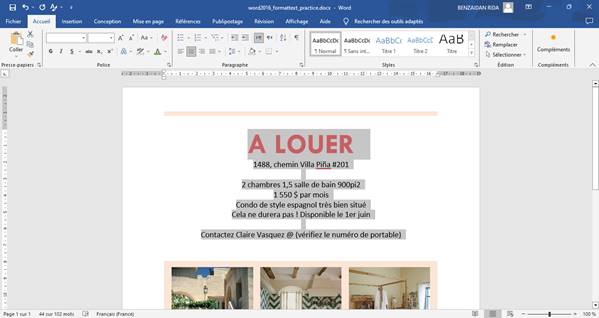 word2016_formattext_practice.docx - Word
BENZAIDAN RIDA
Fichier Accueil Insertion Conception Mise en page Références Publipostage Révision Affichage Aide Rechercher des outils adaptés
Coller
Presse-papiers
Police
Paragraphe
AaBbCcDc AaBbCcDc AaBbCc AaBbCc AaB
¶ Normal ¶ Sans int... Titre 1 Titre 2 Titre
Styles
Rechercher
Remplacer
Sélectionner
Édition
Compléments
Compléments
A LOUER
1488, chemin Villa Piña #201
2 chambres 1,5 salle de bain 900pi2
1 550 $ par mois
Condo de style espagnol très bien situé
Cela ne durera pas ! Disponible le 1er juin
Contactez Claire Vasquez @ (vérifiez le numéro de portable)
Page 1 sur 1 44 sur 102 mots Français (France) 100 %